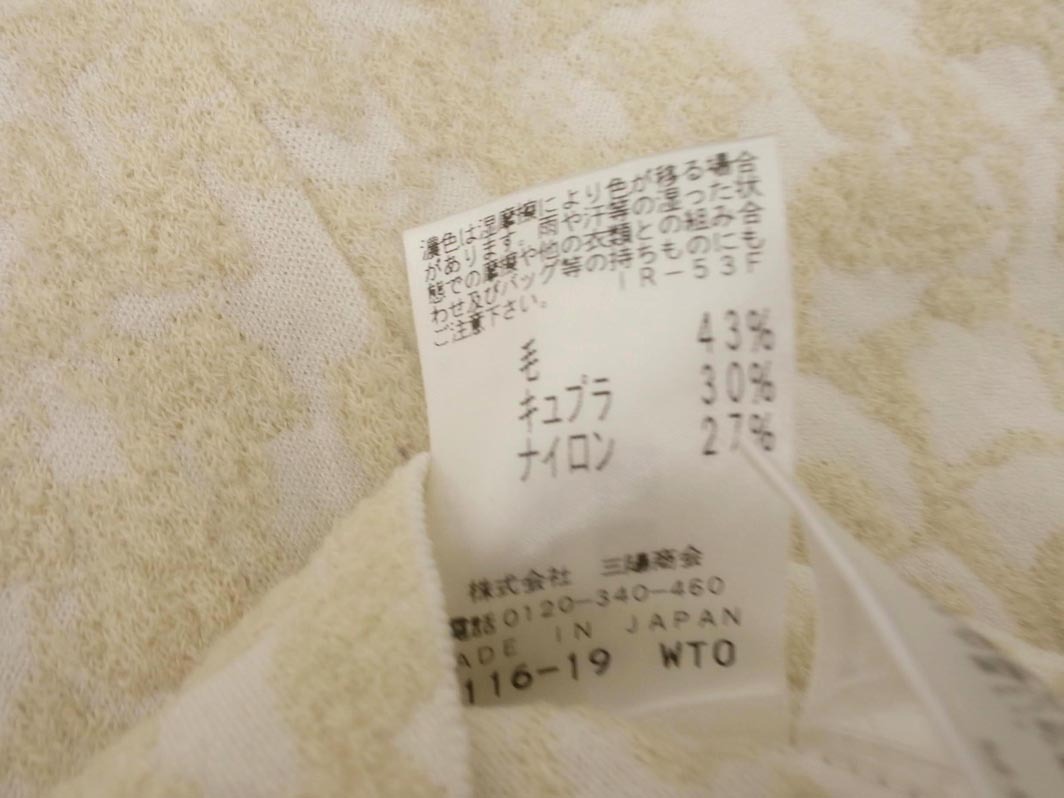 濃色は湿摩擦により色が移る場合
があります。雨や汗等の湿った状
態での摩擦や他の衣類との組み合
わせ及びバッグ等の持ちものにも
ご注意下さい。 IR-53F
毛 43%
キュプラ 30%
ナイロン 27%
株式会社 三陽商会
電話0120-340-460
ADE IN JAPAN
116-19 WTO